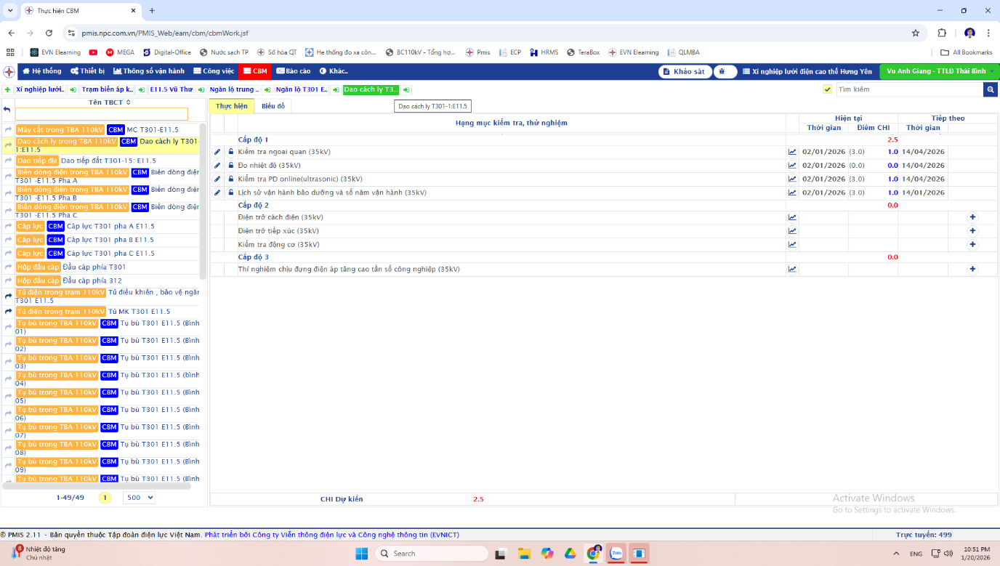 Thực hiện CBM
pmis.npc.com.vn/PMIS_Web/eam/cbm/cbmWork.jsf
EVN Elearning
MEGA
Digital-Office
Nước sạch TP
Số hóa QT
He thống đo xa côn...
BC110kV - Tổng hợ...
Pmis
ECP
HRMS
TeraBox
EVN Elearning
QLMBA
All Bookmarks
Hệ thống Thiết bị Thông số vận hành Công việc CBM Báo cáo Khác..
Khảo sát
Xí nghiệp lưới điện cao thế Hưng Yên
Vu Anh Giang - TTLĐ Thái Bình
Xí nghiệp lưới.. Trạm biến áp k.. E11.5 Vũ Thư Ngăn lộ trung .. Ngăn lộ T301 E.. Dao cách ly T3..
Tìm kiếm
Tên TBCT
Thực hiện Biểu đồ
Dao cách ly T301-1:E11.5
Máy cắt trong TBA 110kV CBM MC T301-E11.5
Dao cách ly trong TBA 110kV CBM Dao cách ly T301-
1:E11.5
Dao tiếp địa Dao tiếp đất T301-15: E11.5
Biến dòng điện trong TBA 110kV CBM Biến dòng điện
T301 -E11.5 Pha A
Biến dòng điện trong TBA 110kV CBM Biến dòng điện
T301 -E11.5 Pha B
Biến dòng điện trong TBA 110kV CBM Biến dòng điện
T301 -E11.5 Pha C
Cáp lực CBM Cáp lực T301 pha A E11.5
Cáp lực CBM Cáp lực T301 pha B E11.5
Cáp lực CBM Cáp lực T301 pha C E11.5
Hộp đầu cáp Đầu cáp phía T301
Hộp đầu cáp Đầu cáp phía 312
Tủ điện trong trạm 110kV Tủ điều khiển , bảo vệ ngăn
T301 E11.5
Tủ điện trong trạm 110kV Tủ MK T301 E11.5
Tụ bù trong TBA 110kV CBM Tụ bù T301 E11.5 (Bình
01)
Tụ bù trong TBA 110kV CBM Tụ bù T301 E11.5 (Bình
02)
Tụ bù trong TBA 110kV CBM Tụ bù T301 E11.5 (Bình
03)
Tụ bù trong TBA 110kV CBM Tụ bù T301 E11.5 (bình
04)
Tụ bù trong TBA 110kV CBM Tụ bù T301 E11.5 (Bình
05)
Tụ bù trong TBA 110kV CBM Tụ bù T301 E11.5 (Bình
06)
Tụ bù trong TBA 110kV CBM Tụ bù T301 E11.5 (Bình
07)
Tụ bù trong TBA 110kV CBM Tụ bù T301 E11.5 (Bình
08)
Tụ bù trong TBA 110kV CBM Tụ bù T301 E11.5 (Bình
09)
Tụ bù trong TBA 110kV CBM Tụ bù T301 E11.5 (Bình
1-49/49 1 500
Hạng mục kiểm tra, thử nghiệm
Hiện tại Tiếp theo
Thời gian Điểm CHI Thời gian
Cấp độ 1 2.5
Kiểm tra ngoại quan (35kV) 02/01/2026 (3.0) 1.0 14/04/2026
Đo nhiệt độ (35kV) 02/01/2026 (0.0) 0.0 14/04/2026
Kiểm tra PD online(ultrasonic) (35kV) 02/01/2026 (3.0) 1.0 14/04/2026
Lịch sử vận hành bảo dưỡng và số năm vận hành (35kV) 02/01/2026 (3.0) 1.0 14/01/2026
Cấp độ 2 0.0
Điện trở cách điện (35kV)
Điện trở tiếp xúc (35kV)
Kiểm tra động cơ (35kV)
Cấp độ 3 0.0
Thí nghiệm chịu đựng điện áp tăng cao tần số công nghiệp (35kV)
CHI Dự kiến 2.5
Activate Windows
Go to Settings to activate Windows.
© PMIS 2.11 - Bản quyền thuộc Tập đoàn điện lực Việt Nam. Phát triển bởi Công ty Viễn thông điện lực và Công nghệ thông tin (EVNICT)
Trực tuyến: 499
8
Nhiệt độ tăng
Chủ nhật
Search
Zalo
ENG
10:51 PM
1/20/2026